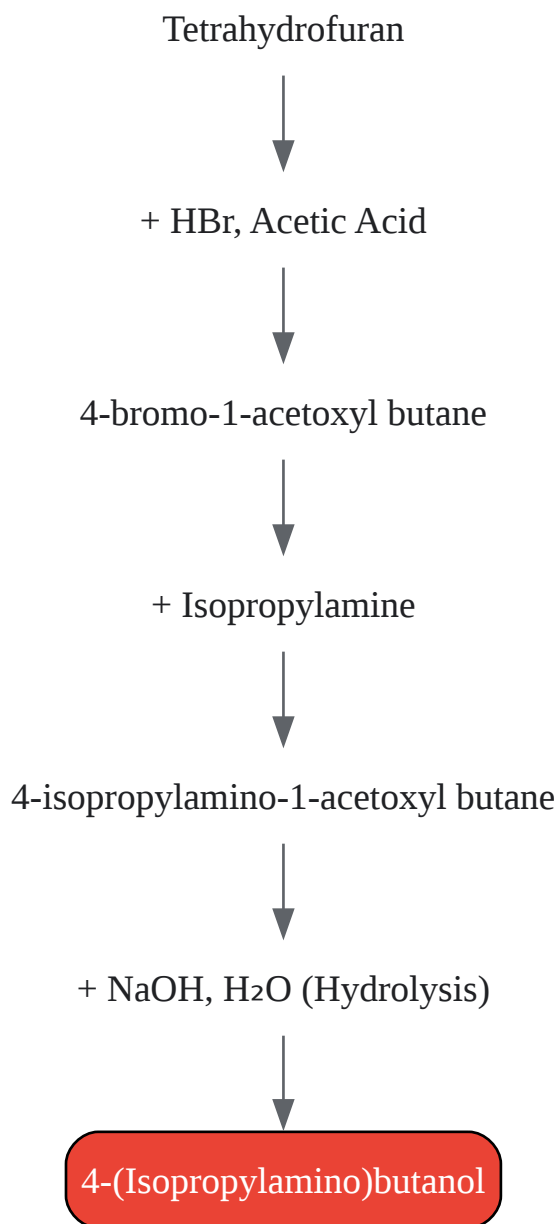 Tetrahydrofuran
+ HBr, Acetic Acid
4-bromo-1-acetoxyl butane
+ Isopropylamine
4-isopropylamino-1-acetoxyl butane
+ NaOH, H₂O (Hydrolysis)
4-(Isopropylamino)butanol